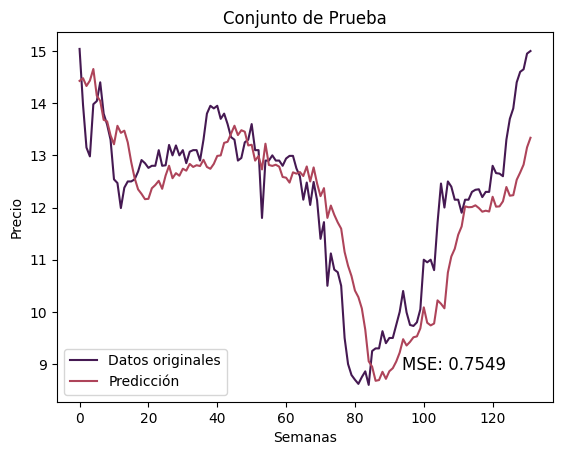 Conjunto de Prueba
15
14
13
12
11
10
9
Precio
Datos originales
Predicción
MSE: 0.7549
0
20
40
60
80
100
120
Semanas